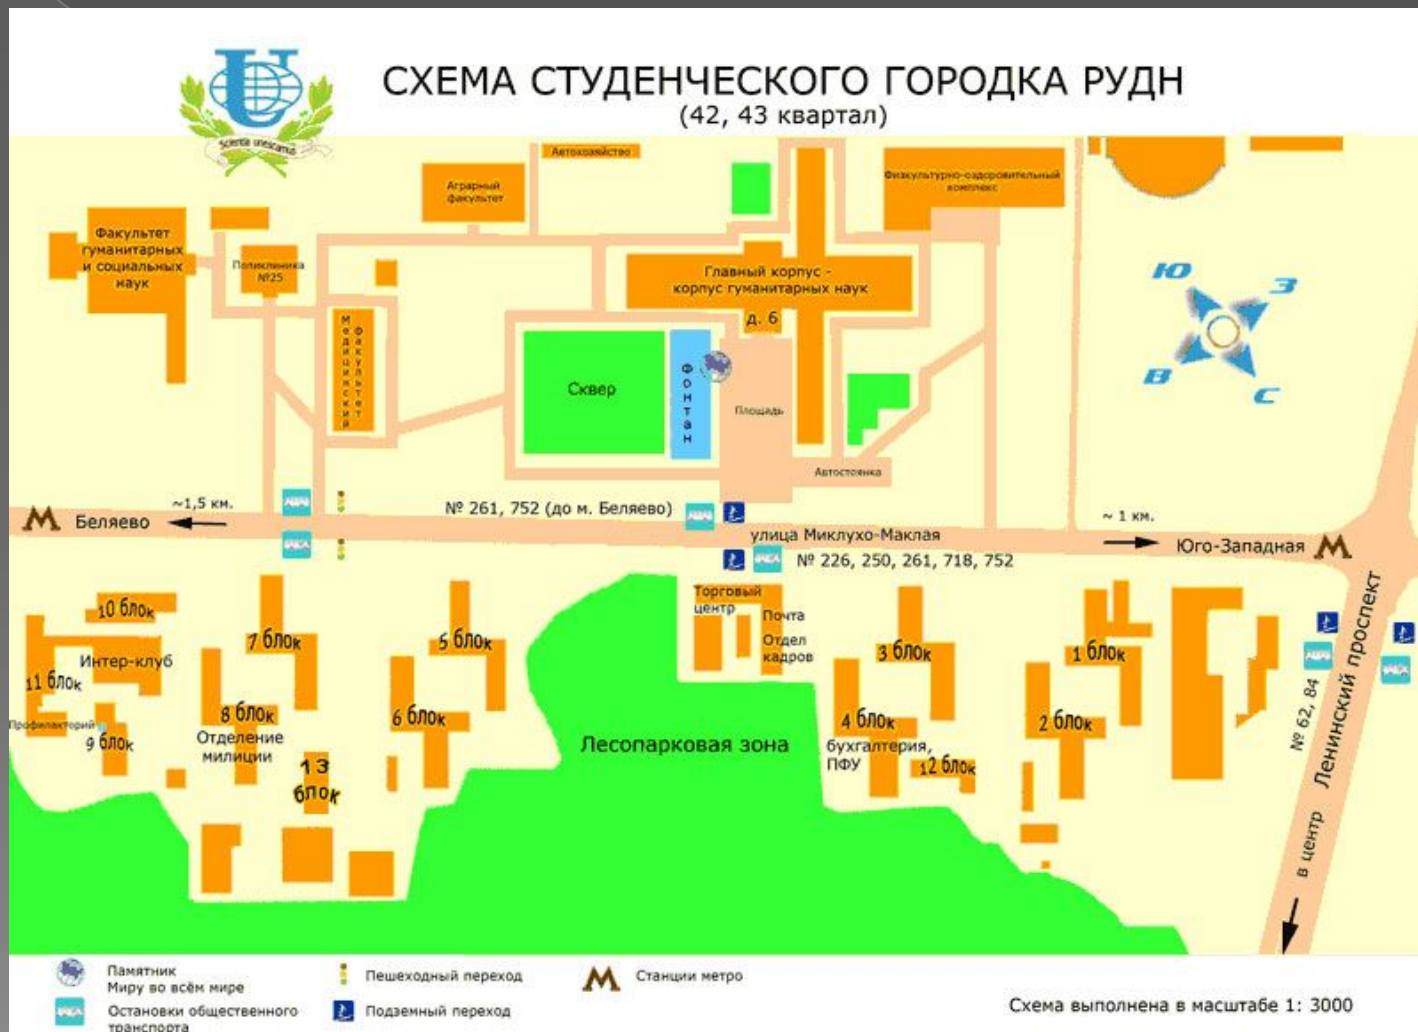 СХЕМА СТУДЕНЧЕСКОГО ГОРОДКА РУДН
(42, 43 квартал)
Scientia unescamus
Автохозяйство
Аграрный
факультет
Физкультурно-оздоровительный
комплекс
Факультет
гуманитарных
и социальных
наук
Поликлиника
№25
Главный корпус -
корпус гуманитарных наук
д. 6
Медицинский
факультет
Сквер
Фонтан
Площадь
Автостоянка
Ю
З
В
С
~1,5 км.
М Беляево
№ 261, 752 (до м. Беляево)
улица Миклухо-Маклая
№ 226, 250, 261, 718, 752
~ 1 км.
Юго-Западная М
10 блок
Интер-клуб
11 блок
Профилакторий
9 блок
7 блок
8 блок
Отделение
милиции
13
блок
5 блок
6 блок
Лесопарковая зона
Торговый
центр
Почта
Отдел
кадров
3 блок
4 блок
бухгалтерия,
ПФУ
12 блок
1 блок
2 блок
№ 62, 84
Ленинский проспект
в центр
Памятник
Миру во всём мире
Остановки общественного
транспорта
Пешеходный переход
Подземный переход
М Станции метро
Схема выполнена в масштабе 1: 3000